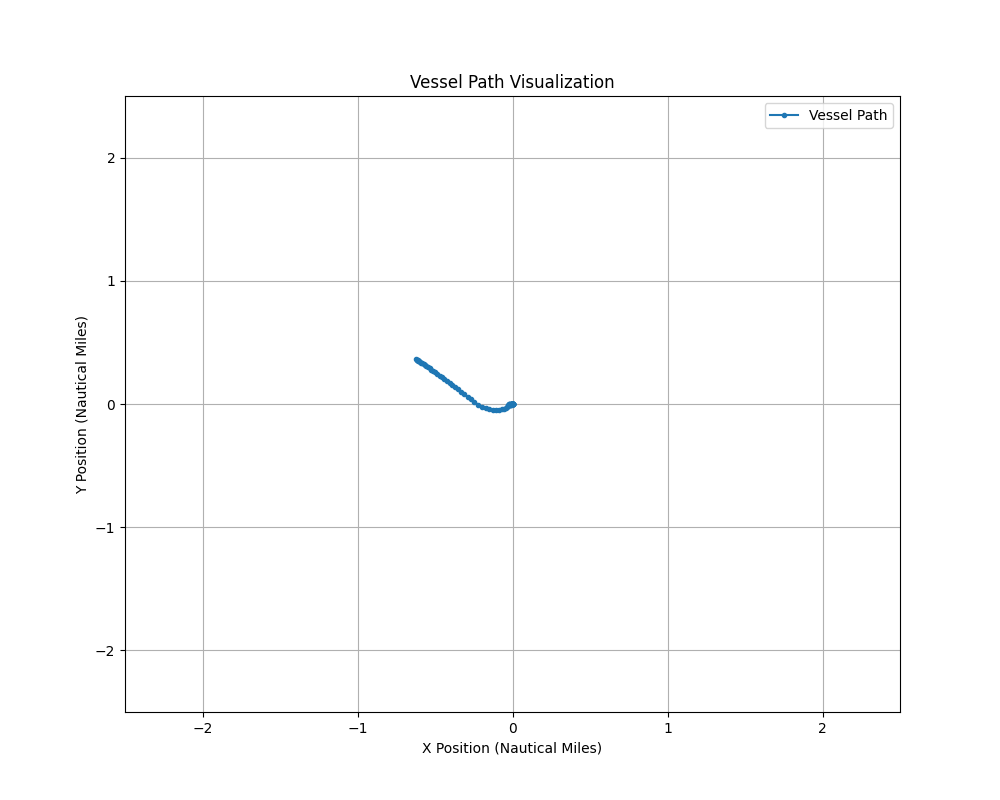 Vessel Path Visualization
Vessel Path
2
1
0
−1
−2
Y Position (Nautical Miles)
−2
−1
0
1
2
X Position (Nautical Miles)